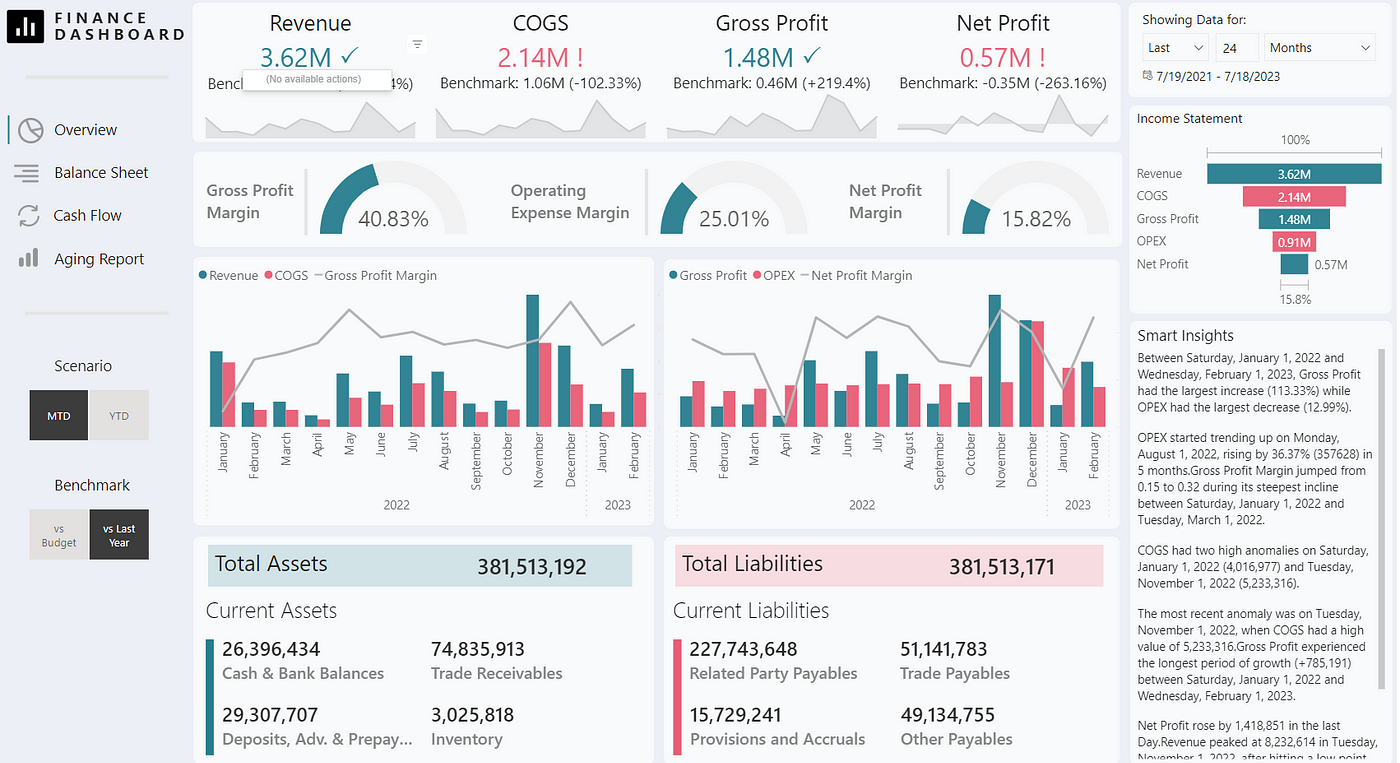 FINANCE
DASHBOARD
Overview
Balance Sheet
Cash Flow
Aging Report
Scenario
MTD
YTD
Benchmark
vs
Budget
vs Last
Year
Revenue
3.62M ✓
(No available actions)
Benc
4%)
COGS
2.14M !
Benchmark: 1.06M (-102.33%)
Gross Profit
1.48M ✓
Benchmark: 0.46M (+219.4%)
Net Profit
0.57M !
Benchmark: -0.35M (-263.16%)
Gross Profit
Margin
40.83%
Operating
Expense Margin
25.01%
Net Profit
Margin
15.82%
Revenue COGS Gross Profit Margin
January
February
March
April
May
June
July
August
September
October
November
December
January
February
2022
2023
Gross Profit OPEX Net Profit Margin
January
February
March
April
May
June
July
August
September
October
November
December
January
February
2022
2023
Total Assets 381,513,192
Current Assets
26,396,434
Cash & Bank Balances
74,835,913
Trade Receivables
29,307,707
Deposits, Adv. & Prepay...
3,025,818
Inventory
Total Liabilities 381,513,171
Current Liabilities
227,743,648
Related Party Payables
51,141,783
Trade Payables
15,729,241
Provisions and Accruals
49,134,755
Other Payables
Showing Data for:
Last
24
Months
7/19/2021 - 7/18/2023
Income Statement
100%
Revenue 3.62M
COGS 2.14M
Gross Profit 1.48M
OPEX 0.91M
Net Profit 0.57M
15.8%
Smart Insights
Between Saturday, January 1, 2022 and
Wednesday, February 1, 2023, Gross Profit
had the largest increase (113.33%) while
OPEX had the largest decrease (12.99%).
OPEX started trending up on Monday,
August 1, 2022, rising by 36.37% (357628) in
5 months.Gross Profit Margin jumped from
0.15 to 0.32 during its steepest incline
between Saturday, January 1, 2022 and
Tuesday, March 1, 2022.
COGS had two high anomalies on Saturday,
January 1, 2022 (4,016,977) and Tuesday,
November 1, 2022 (5,233,316).
The most recent anomaly was on Tuesday,
November 1, 2022, when COGS had a high
value of 5,233,316.Gross Profit experienced
the longest period of growth (+785,191)
between Saturday, January 1, 2022 and
Wednesday, February 1, 2023.
Net Profit rose by 1,418,851 in the last
Day.Revenue peaked at 8,232,614 in Tuesday,
November 1, 2022, after hitting a low point